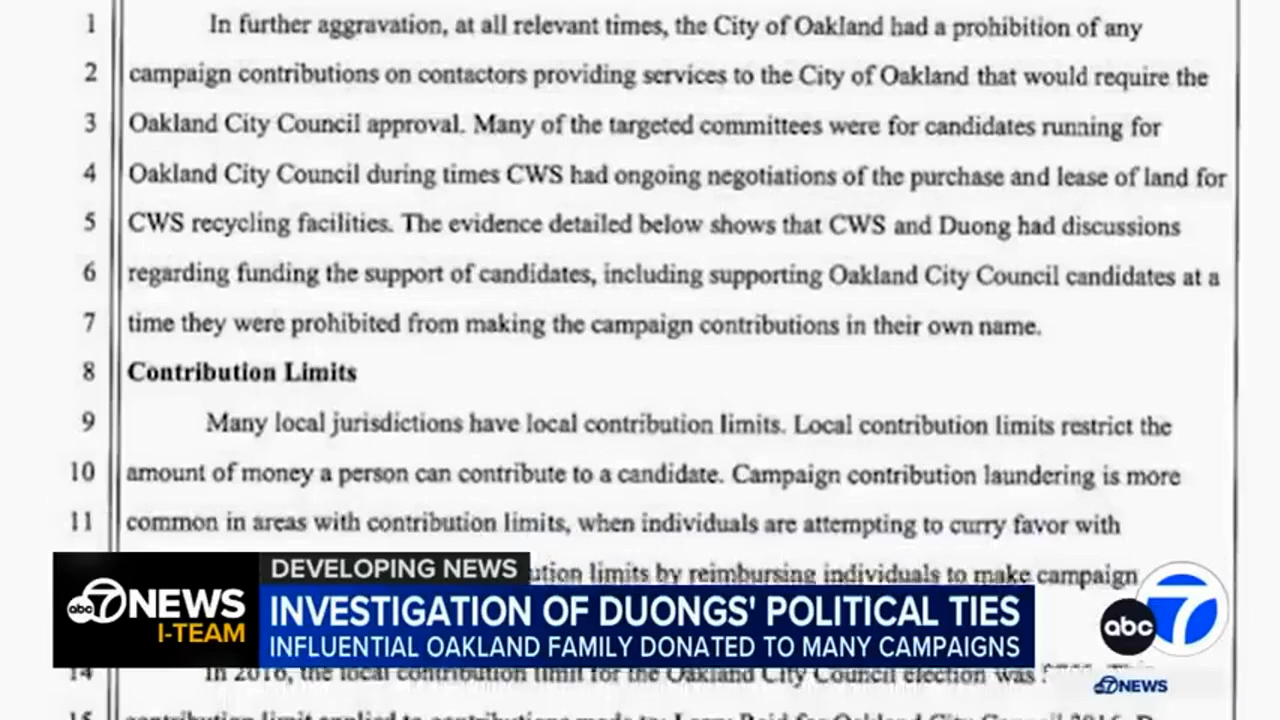 1 In further aggravation, at all relevant times, the City of Oakland had a prohibition of any
2 campaign contributions on contactors providing services to the City of Oakland that would require the
3 Oakland City Council approval. Many of the targeted committees were for candidates running for
4 Oakland City Council during times CWS had ongoing negotiations of the purchase and lease of land for
5 CWS recycling facilities. The evidence detailed below shows that CWS and Duong had discussions
6 regarding funding the support of candidates, including supporting Oakland City Council candidates at a
7 time they were prohibited from making the campaign contributions in their own name.
8 Contribution Limits
9 Many local jurisdictions have local contribution limits. Local contribution limits restrict the
10 amount of money a person can contribute to a candidate. Campaign contribution laundering is more
11 common in areas with contribution limits, when individuals are attempting to curry favor with
ution limits by reimbursing individuals to make campaign
DEVELOPING NEWS
abc 7 NEWS
I-TEAM
INVESTIGATION OF DUONGS' POLITICAL TIES
INFLUENTIAL OAKLAND FAMILY DONATED TO MANY CAMPAIGNS
abc 7
14 In 2016, the local contribution limit for the Oakland City Council election was
abc 7 NEWS